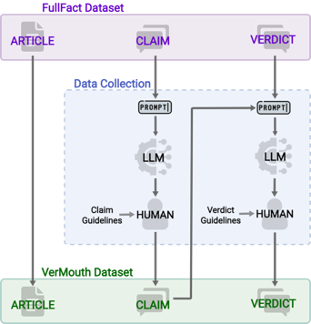 FullFact Dataset
ARTICLE
CLAIM
VERDICT
Data Collection
PROMPT
PROMPT
LLM
LLM
Claim
Guidelines
HUMAN
Verdict
Guidelines
HUMAN
VerMouth Dataset
ARTICLE
CLAIM
VERDICT